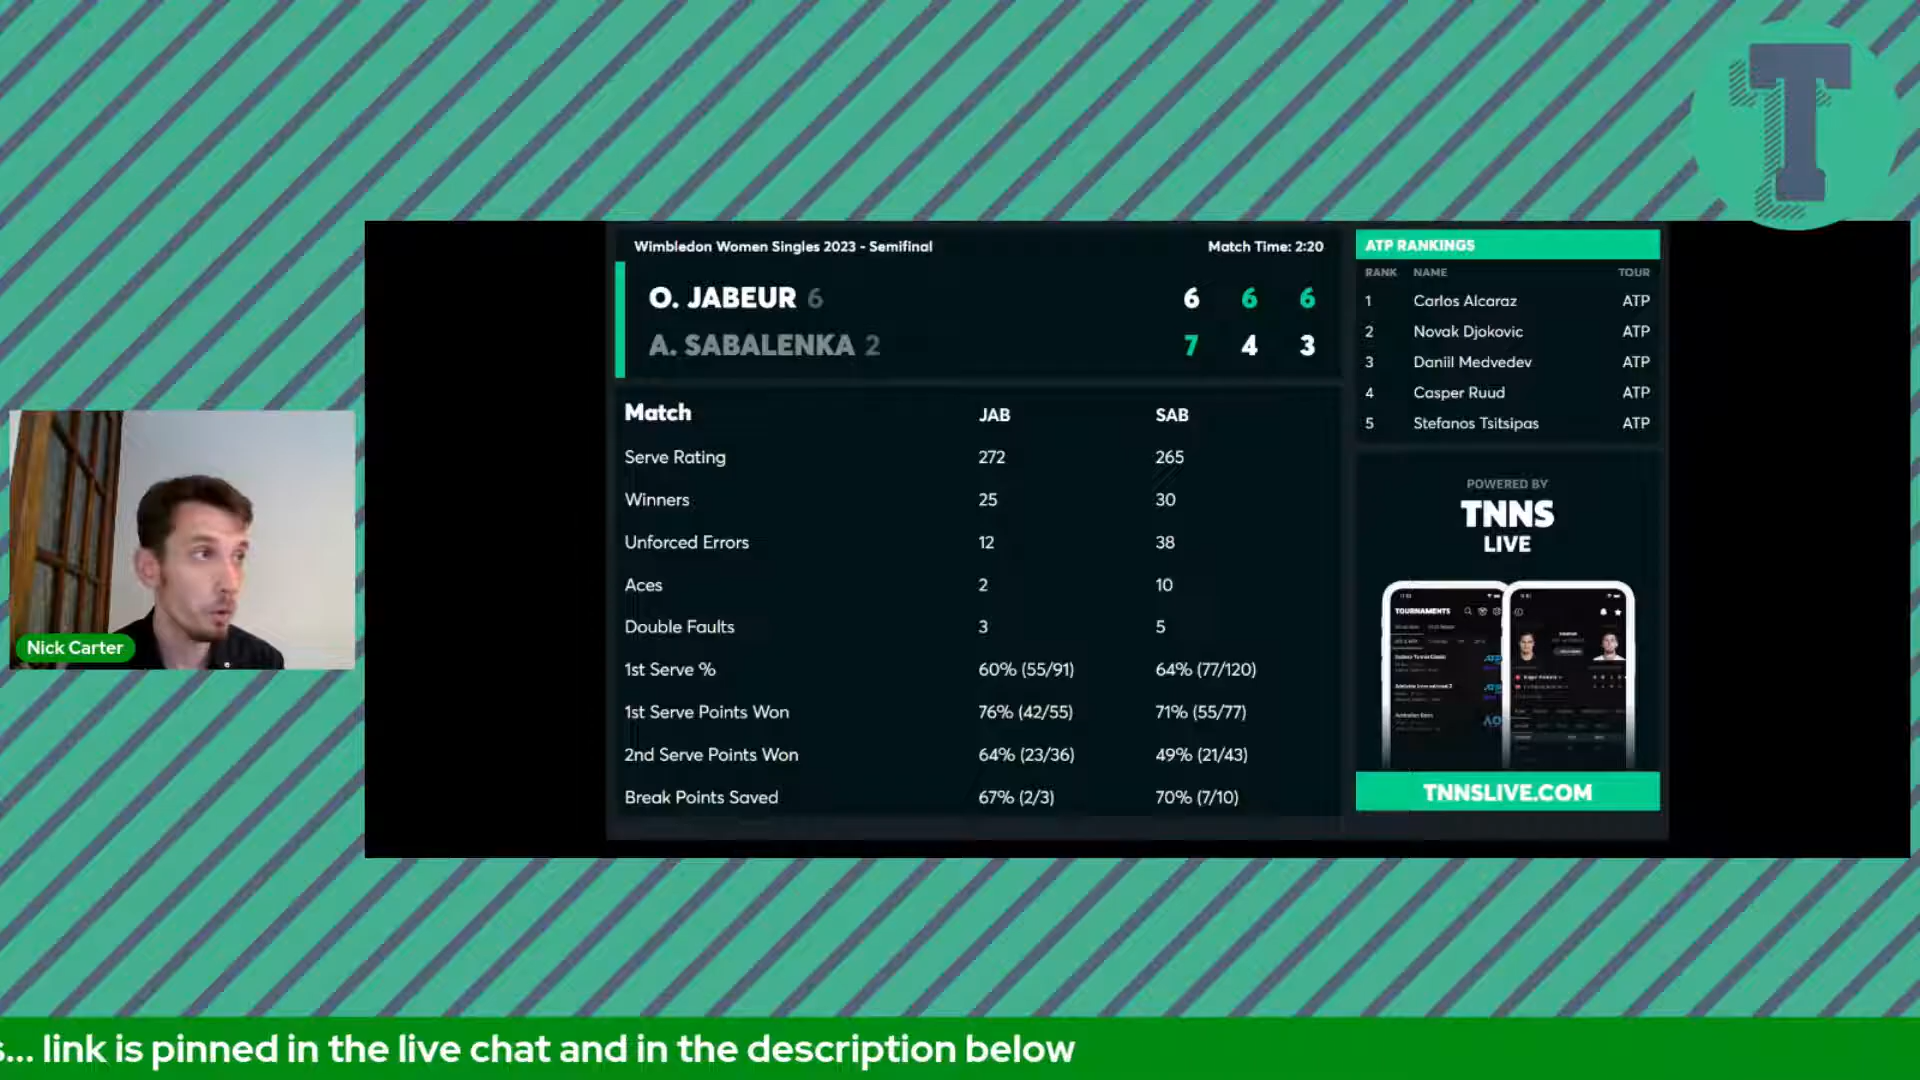 T
Wimbledon Women Singles 2023 - Semifinal Match Time: 2:20
O. JABEUR 6 6 6 6
A. SABALENKA 2 7 4 3
Match JAB SAB
Serve Rating 272 265
Winners 25 30
Unforced Errors 12 38
Aces 2 10
Double Faults 3 5
1st Serve % 60% (55/91) 64% (77/120)
1st Serve Points Won 76% (42/55) 71% (55/77)
2nd Serve Points Won 64% (23/36) 49% (21/43)
Break Points Saved 67% (2/3) 70% (7/10)
ATP RANKINGS
RANK NAME TOUR
1 Carlos Alcaraz ATP
2 Novak Djokovic ATP
3 Daniil Medvedev ATP
4 Casper Ruud ATP
5 Stefanos Tsitsipas ATP
POWERED BY
TNNS
LIVE
TOURNAMENTS
TNNSLIVE.COM
Nick Carter
s... link is pinned in the live chat and in the description below